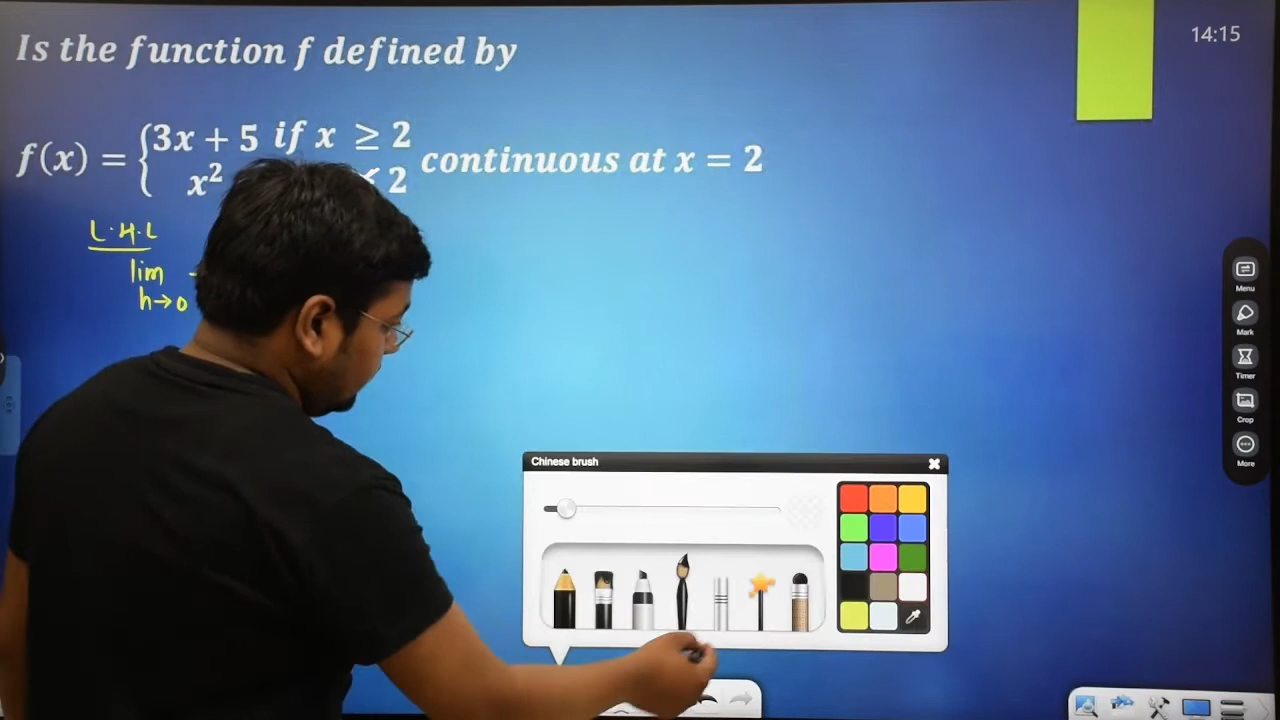 Is the function f defined by
14:15
f(x) = {3x + 5 if x ≥ 2
x² < 2
continuous at x = 2
L.H.L
lim
h→0
Menu
Mark
Timer
Crop
More
Chinese brush